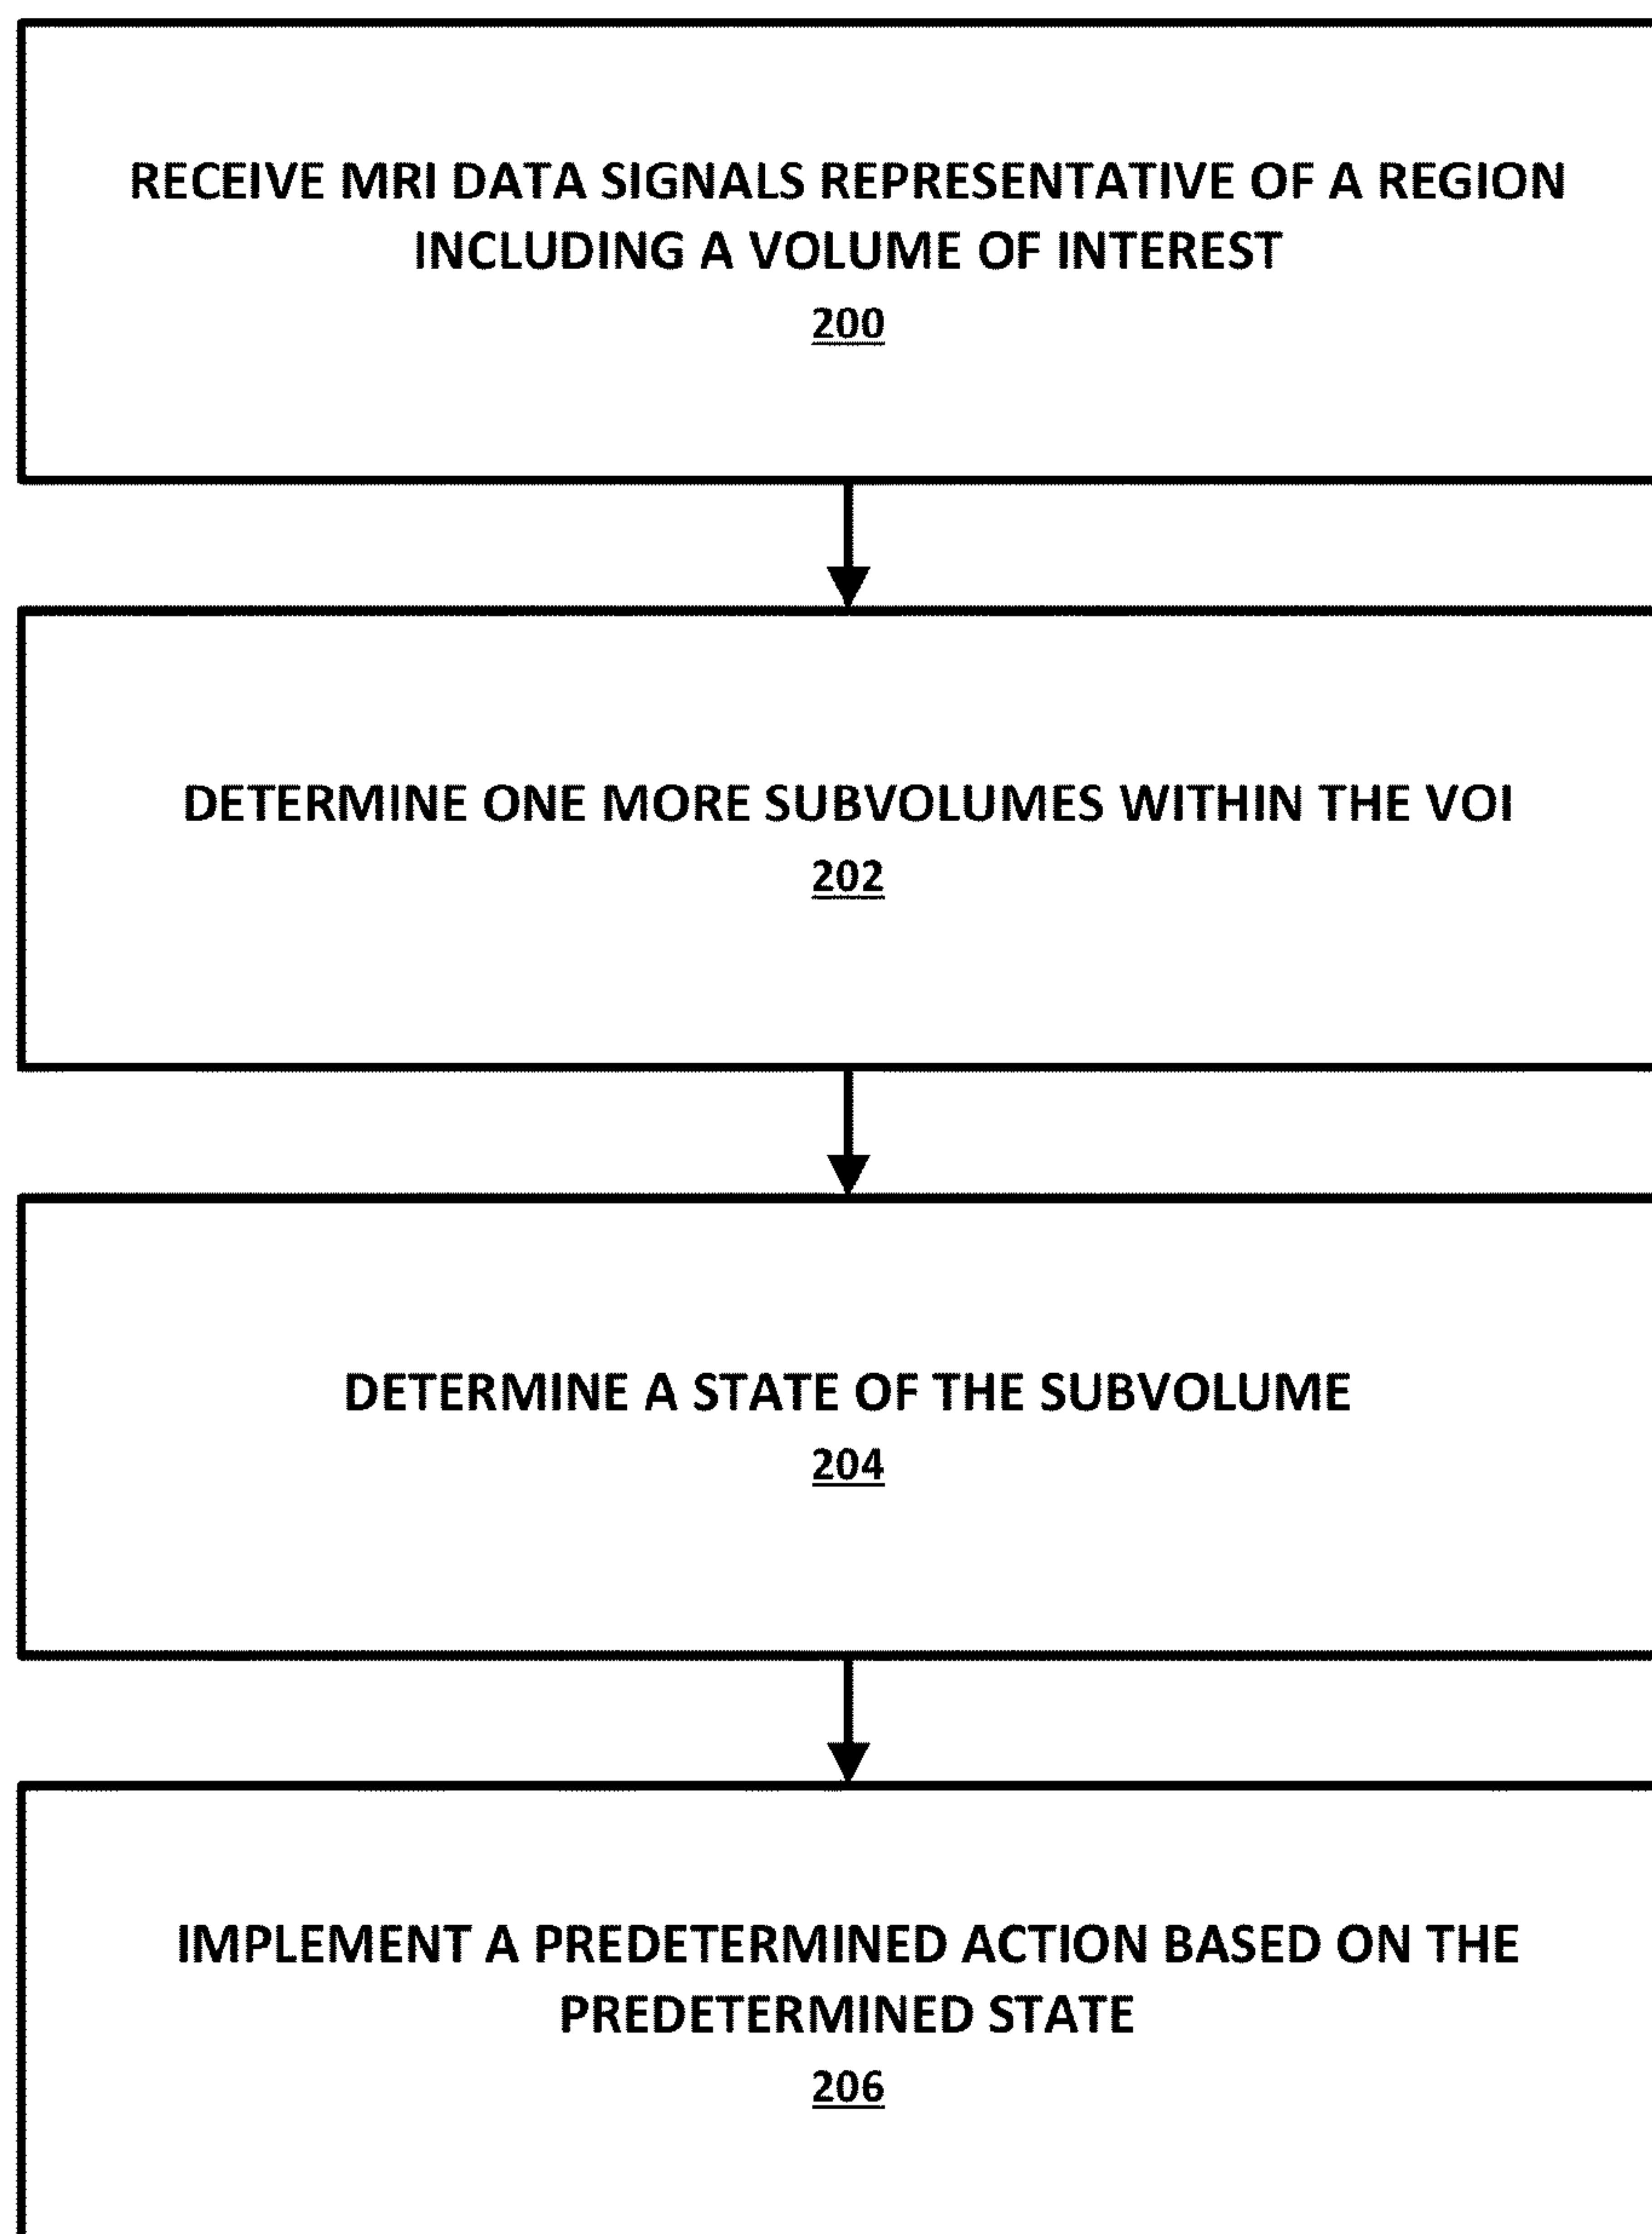 RECEIVE MRI DATA SIGNALS REPRESENTATIVE OF A REGION
INCLUDING A VOLUME OF INTEREST
200
DETERMINE ONE MORE SUBVOLUMES WITHIN THE VOI
202
DETERMINE A STATE OF THE SUBVOLUME
204
IMPLEMENT A PREDETERMINED ACTION BASED ON THE
PREDETERMINED STATE
206